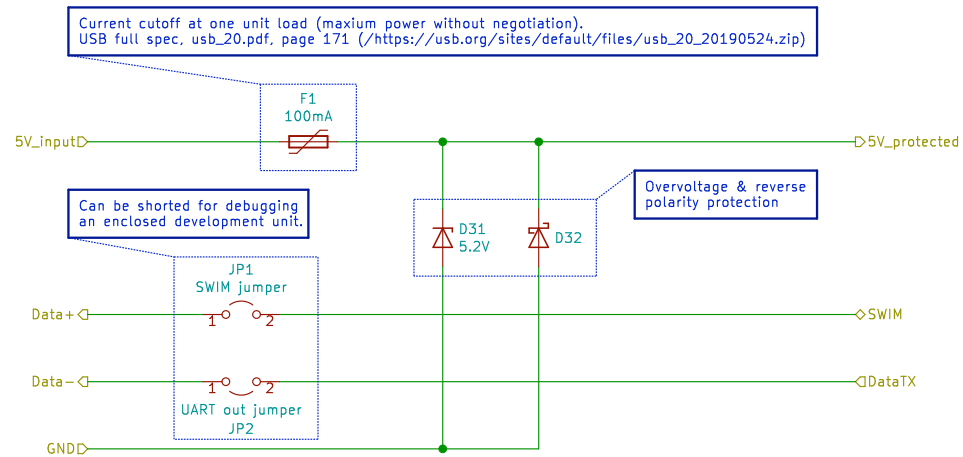 Current cutoff at one unit load (maxium power without negotiation).
USB full spec, usb_20.pdf, page 171 (/https://usb.org/sites/default/files/usb_20_20190524.zip)
F1
100mA
5V_input
5V_protected
Can be shorted for debugging
an enclosed development unit.
Overvoltage & reverse
polarity protection
D31
5.2V
D32
JP1
SWIM jumper
Data+
1
2
SWIM
Data-
1
2
DataTX
UART out jumper
JP2
GND